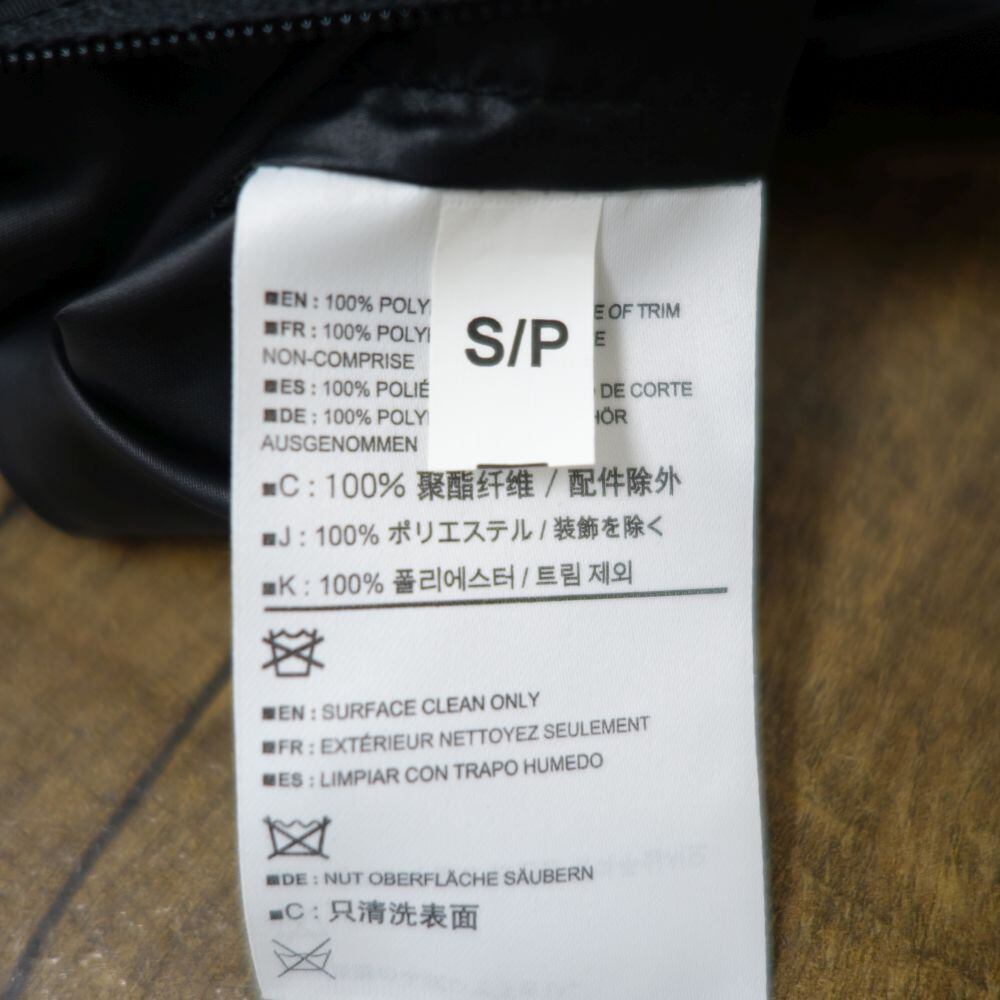 S/P
EN : 100% POLY E OF TRIM
FR : 100% POLY E
NON-COMPRISE
ES : 100% POLIÉ DE CORTE
DE : 100% POLY HÖR
AUSGENOMMEN
C : 100% 聚酯纤维 / 配件除外
J : 100% ポリエステル / 装飾を除く
K : 100% 폴리에스터 / 트림 제외
EN : SURFACE CLEAN ONLY
FR : EXTÉRIEUR NETTOYEZ SEULEMENT
ES : LIMPIAR CON TRAPO HUMEDO
DE : NUT OBERFLÄCHE SÄUBERN
C : 只清洗表面